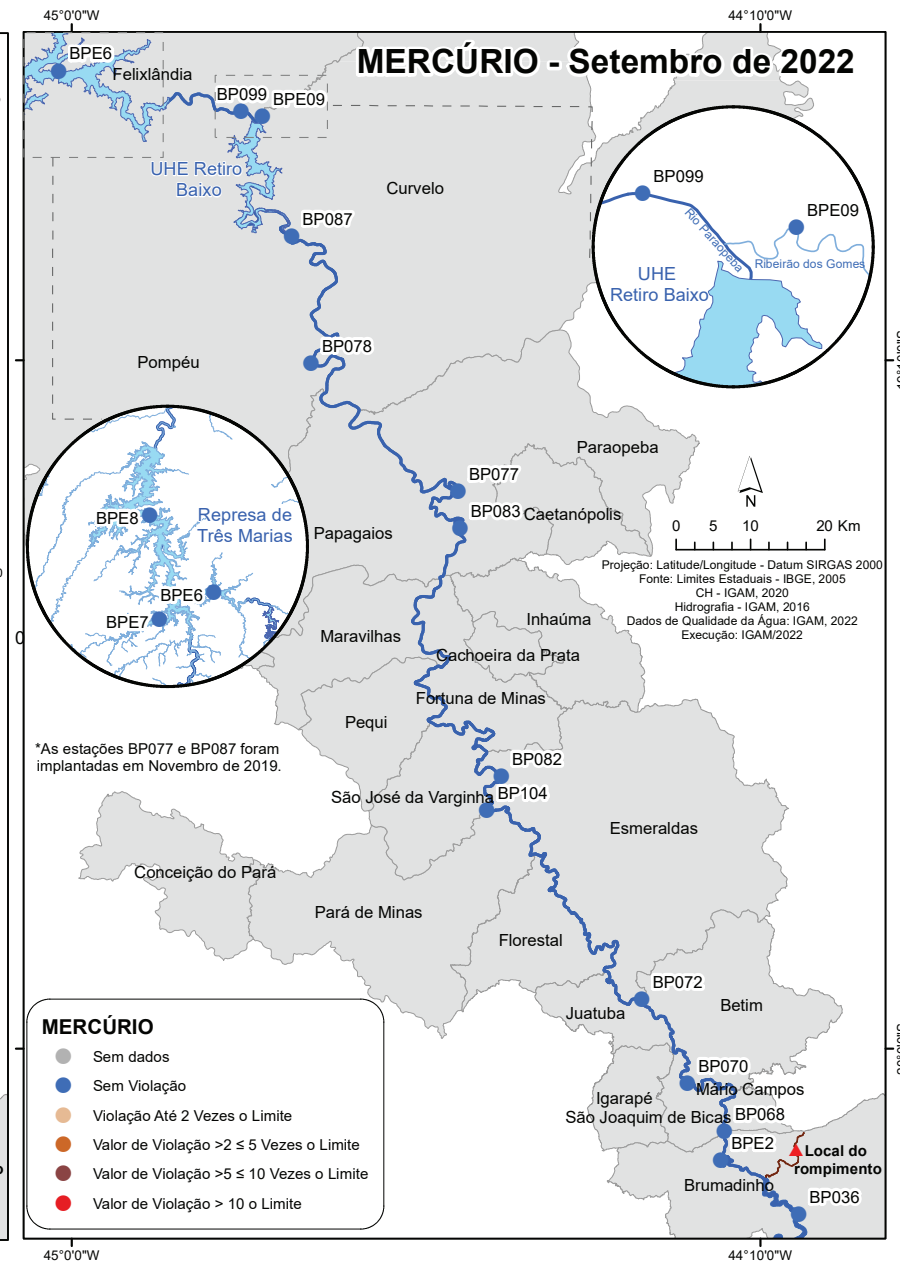 45°0'0"W
44°10'0"W
MERCÚRIO - Setembro de 2022
BPE6
Felixlândia
BP099
BPE09
UHE Retiro
Baixo
Curvelo
BP087
BP078
Pompéu
BP099
BPE09
Rio Paraopeba
Ribeirão dos Gomes
UHE
Retiro Baixo
Paraopeba
BP077
BP083
Caetanópolis
Papagaios
N
0 5 10 20 Km
Projeção: Latitude/Longitude - Datum SIRGAS 2000
Fonte: Limites Estaduais - IBGE, 2005
CH - IGAM, 2020
Hidrografia - IGAM, 2016
Dados de Qualidade da Água: IGAM, 2022
Execução: IGAM/2022
BPE8
Represa de
Três Marias
BPE6
BPE7
Maravilhas
Inhaúma
Cachoeira da Prata
Fortuna de Minas
Pequi
*As estações BP077 e BP087 foram
implantadas em Novembro de 2019.
BP082
BP104
São José da Varginha
Esmeraldas
Conceição do Pará
Pará de Minas
Florestal
BP072
Juatuba
Betim
BP070
Mário Campos
Igarapé
São Joaquim de Bicas
BP068
BPE2
Local do
rompimento
Brumadinho
BP036
MERCÚRIO
Sem dados
Sem Violação
Violação Até 2 Vezes o Limite
Valor de Violação >2 ≤ 5 Vezes o Limite
Valor de Violação >5 ≤ 10 Vezes o Limite
Valor de Violação > 10 o Limite
45°0'0"W
44°10'0"W